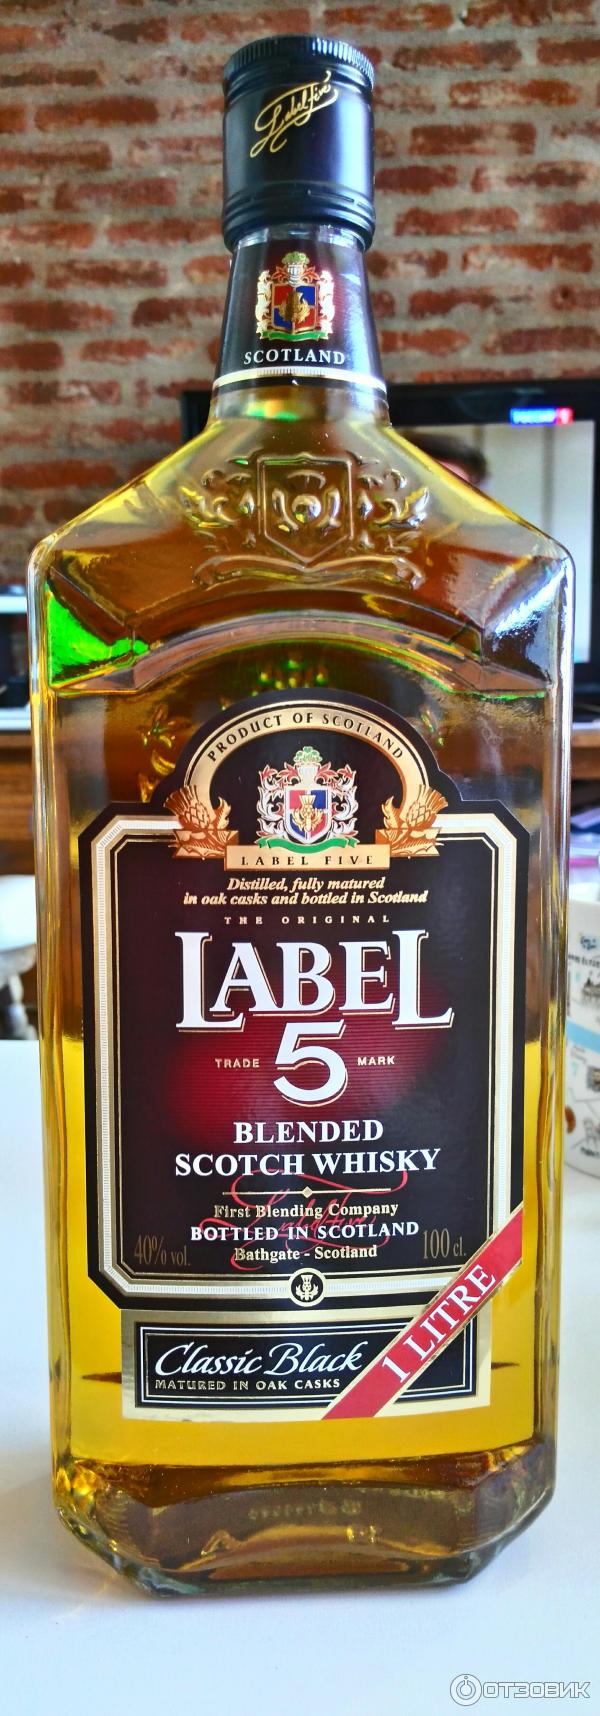 Label five
SCOTLAND
PRODUCT OF SCOTLAND
LABEL FIVE
Distilled, fully matured
in oak casks and bottled in Scotland
THE ORIGINAL
LABEL
5
TRADE MARK
BLENDED
SCOTCH WHISKY
First Blending Company
BOTTLED IN SCOTLAND
40% vol. Bathgate - Scotland 100 cl.
1 LITRE
Classic Black
MATURED IN OAK CASKS
ОТЗОВИК